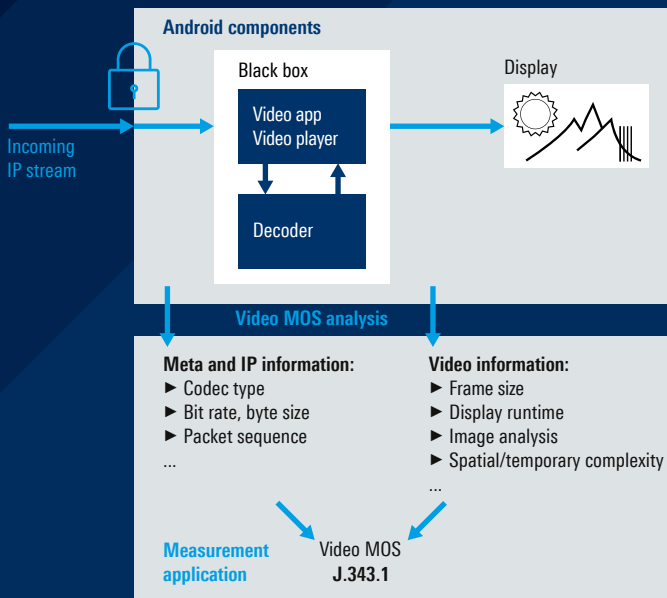 Android components
Black box
Display
Video app
Video player
Incoming
IP stream
Decoder
Video MOS analysis
Meta and IP information:
► Codec type
► Bit rate, byte size
► Packet sequence
...
Video information:
► Frame size
► Display runtime
► Image analysis
► Spatial/temporary complexity
...
Measurement
application
Video MOS
J.343.1